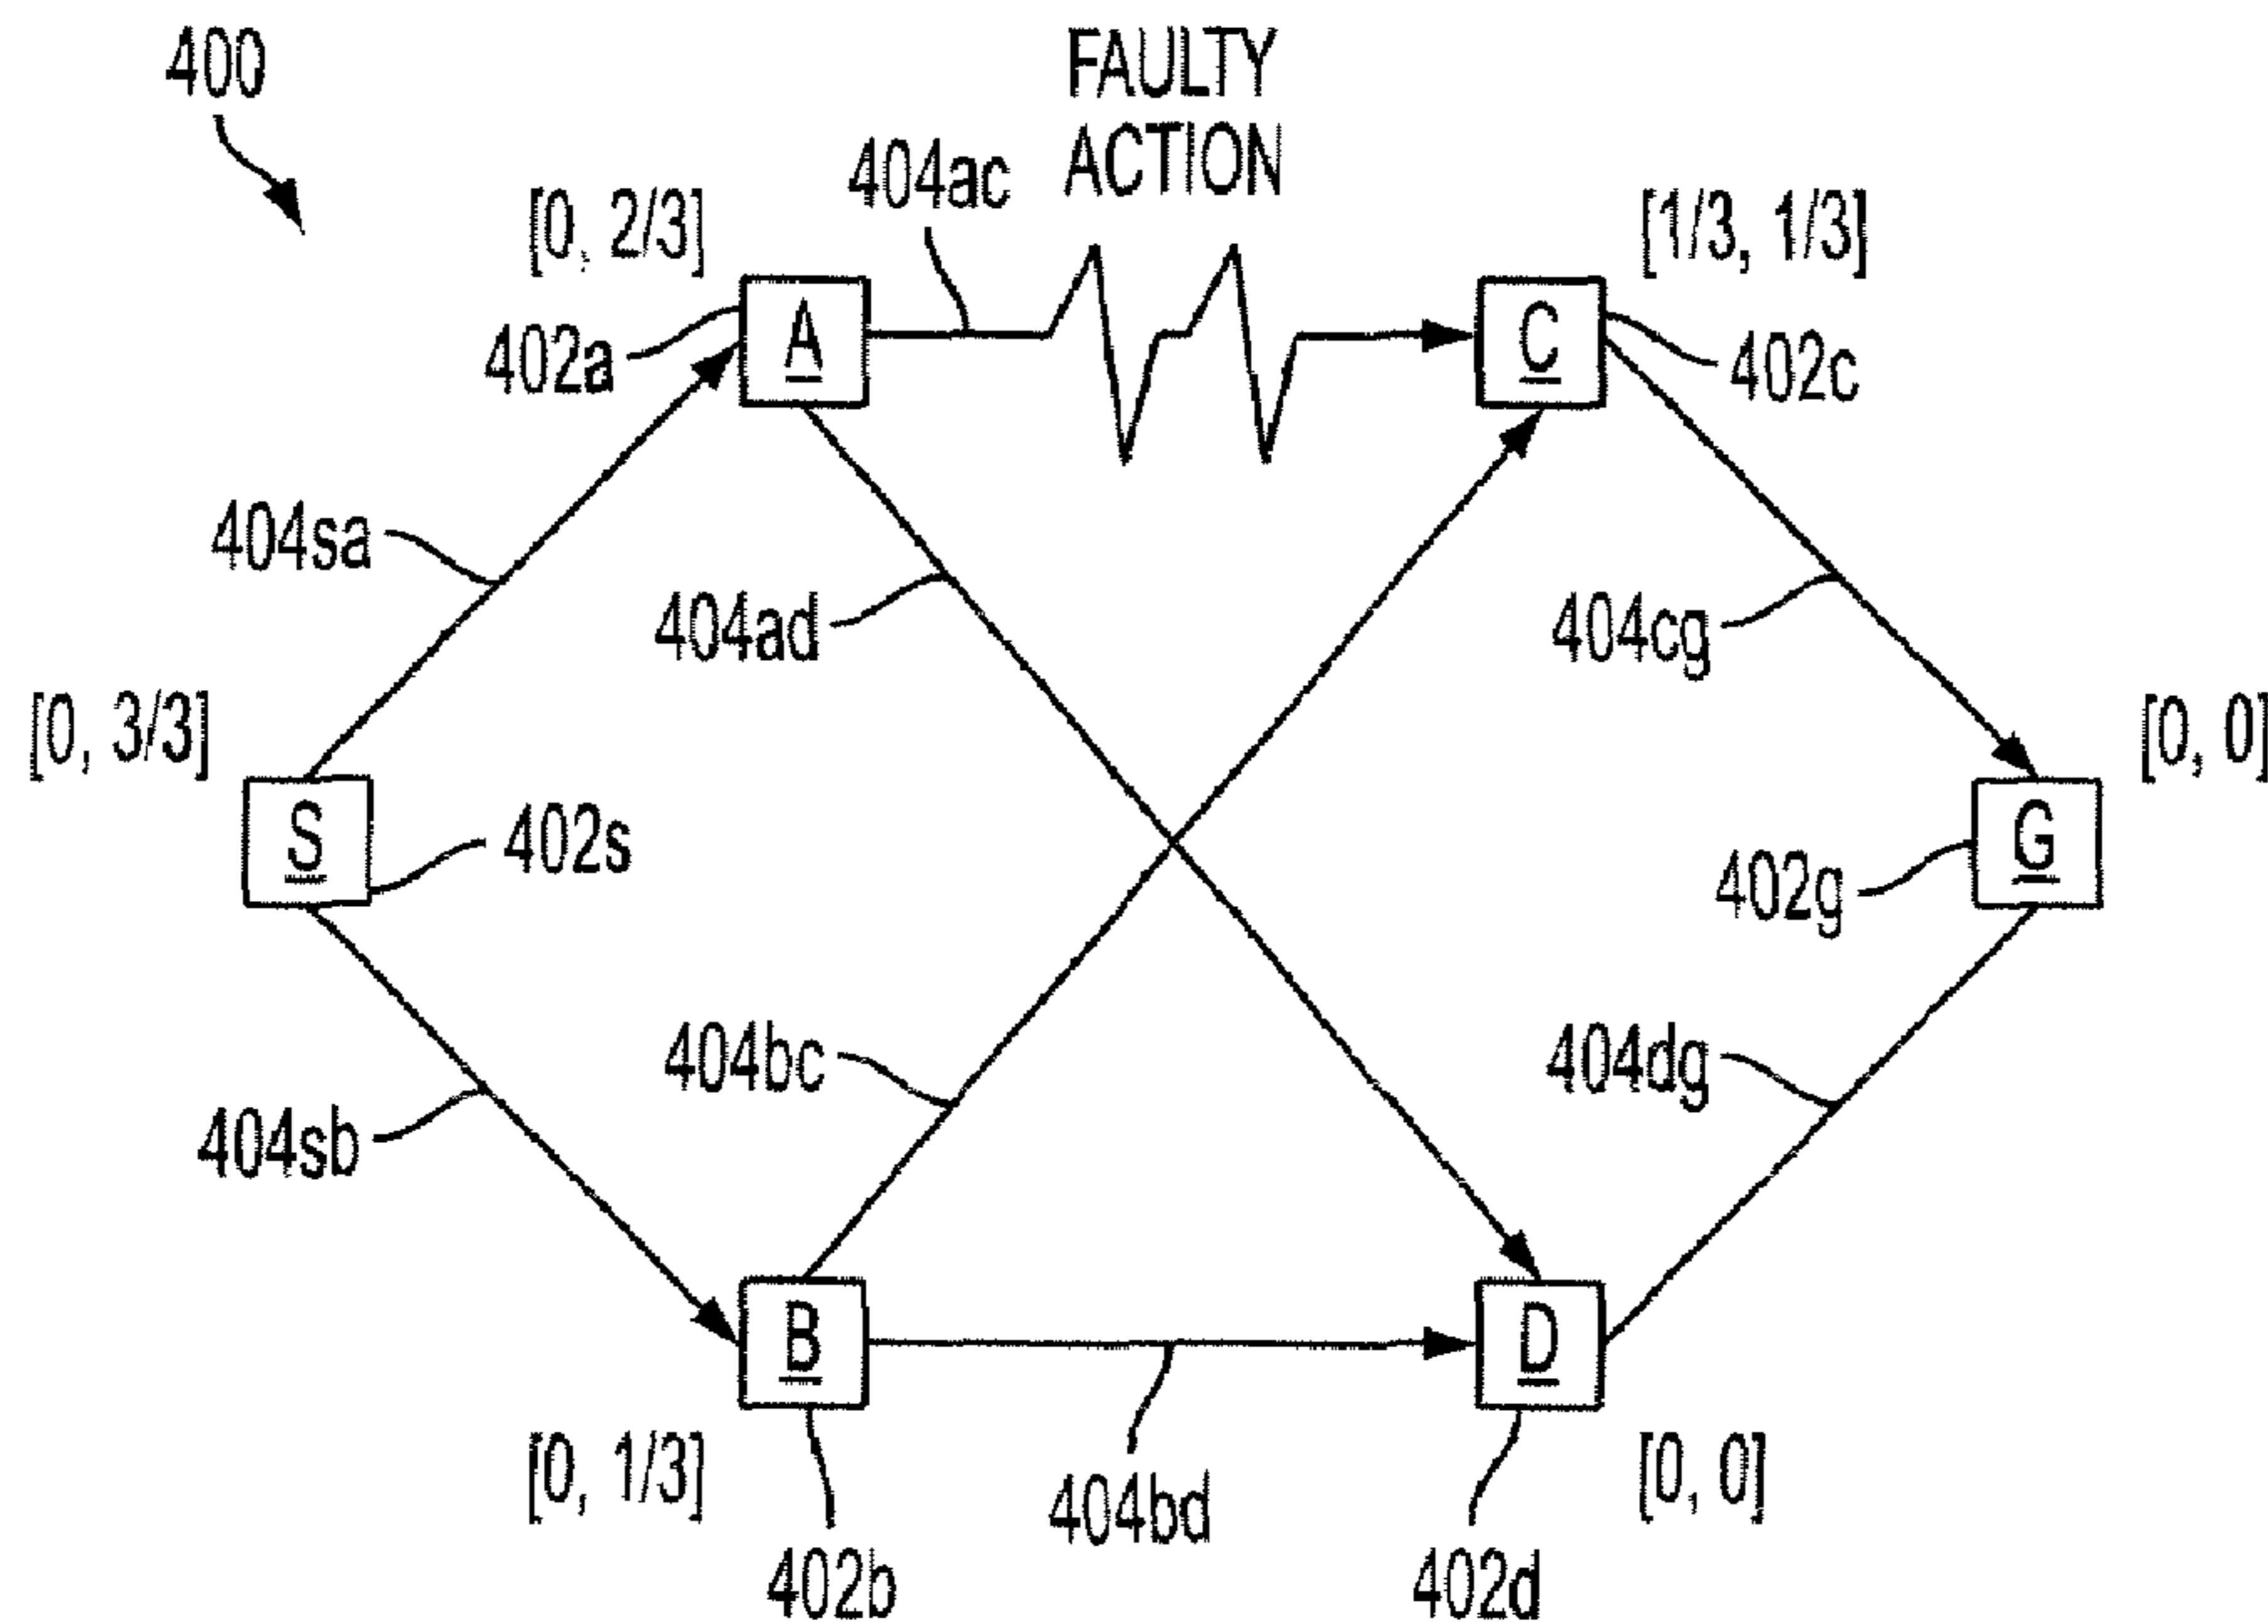 400
FAULTY
ACTION
404ac
[0, 2/3]
[1/3, 1/3]
A
C
402a
402c
404sa
404ad
404cg
[0, 3/3]
[0, 0]
S
402s
G
402g
404bc
404dg
404sb
B
D
[0, 1/3]
404bd
[0, 0]
402b
402d